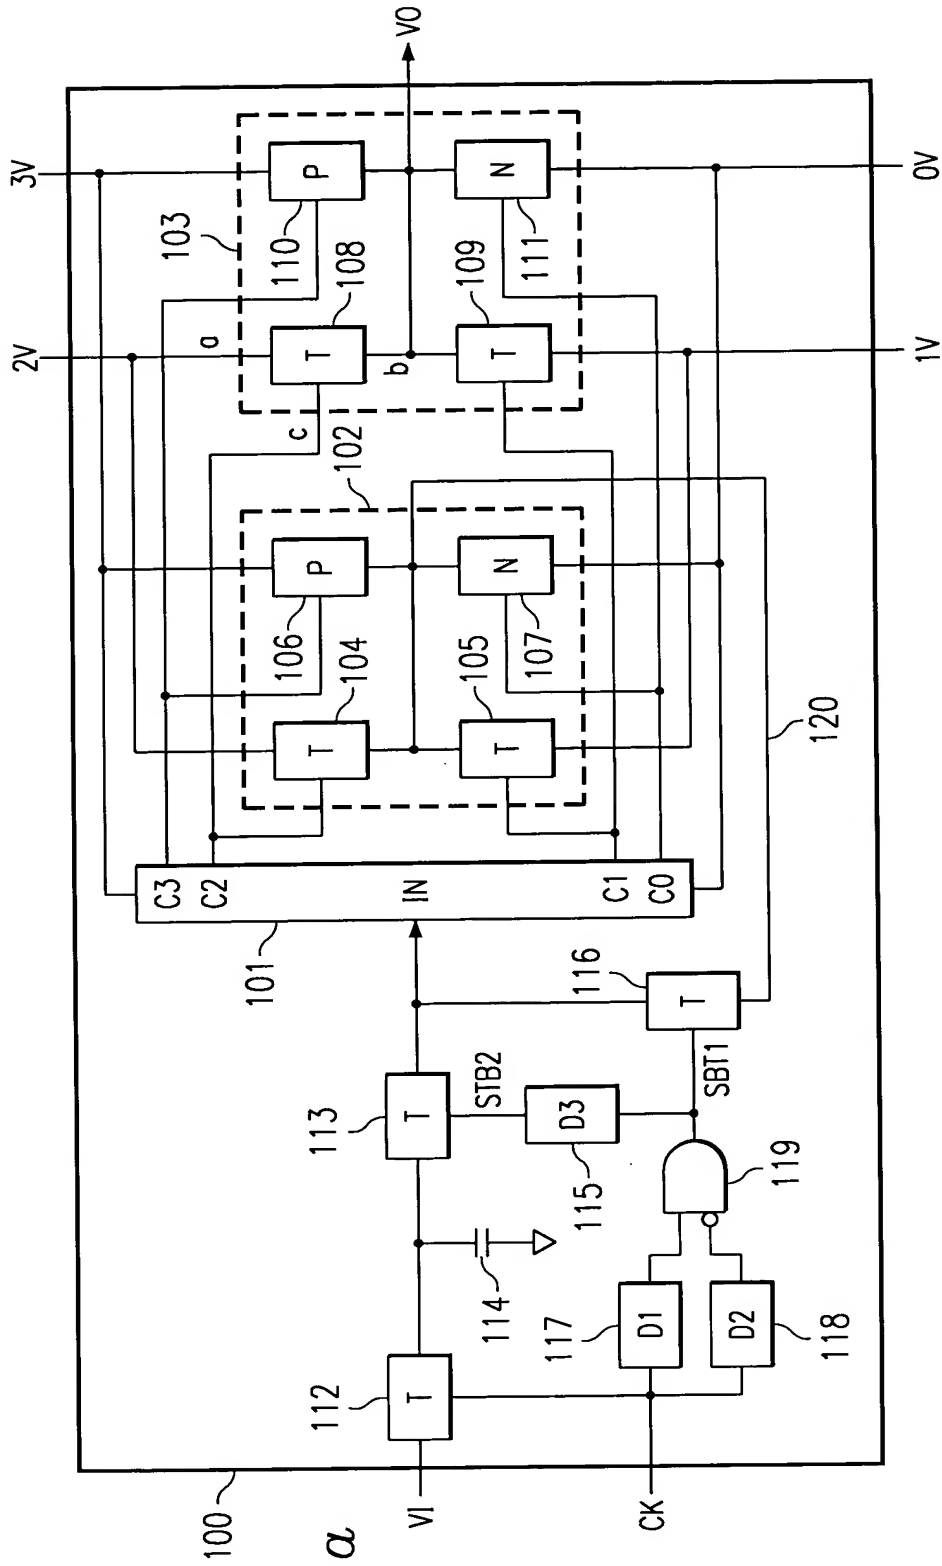 100
VI
CK
112
T
114
113
T
STB2
D3
115
117
D1
D2
118
119
SBT1
116
T
120
101
C3
C2
IN
C1
C0
102
104
T
106
P
105
T
107
N
103
c
a
b
108
T
110
P
109
T
111
N
2V
3V
1V
0V
VO
a